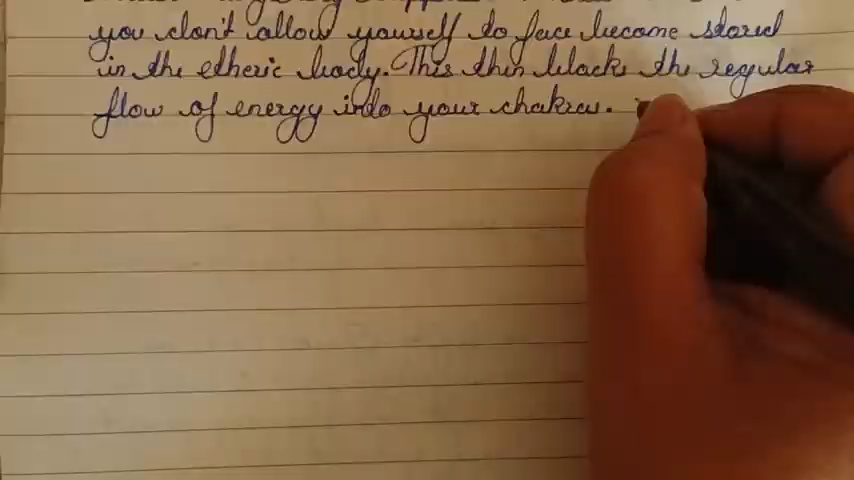 you don't allow yourself to face become stored
in the etheric body. This then blocks the regular
flow of energy into your chakras.